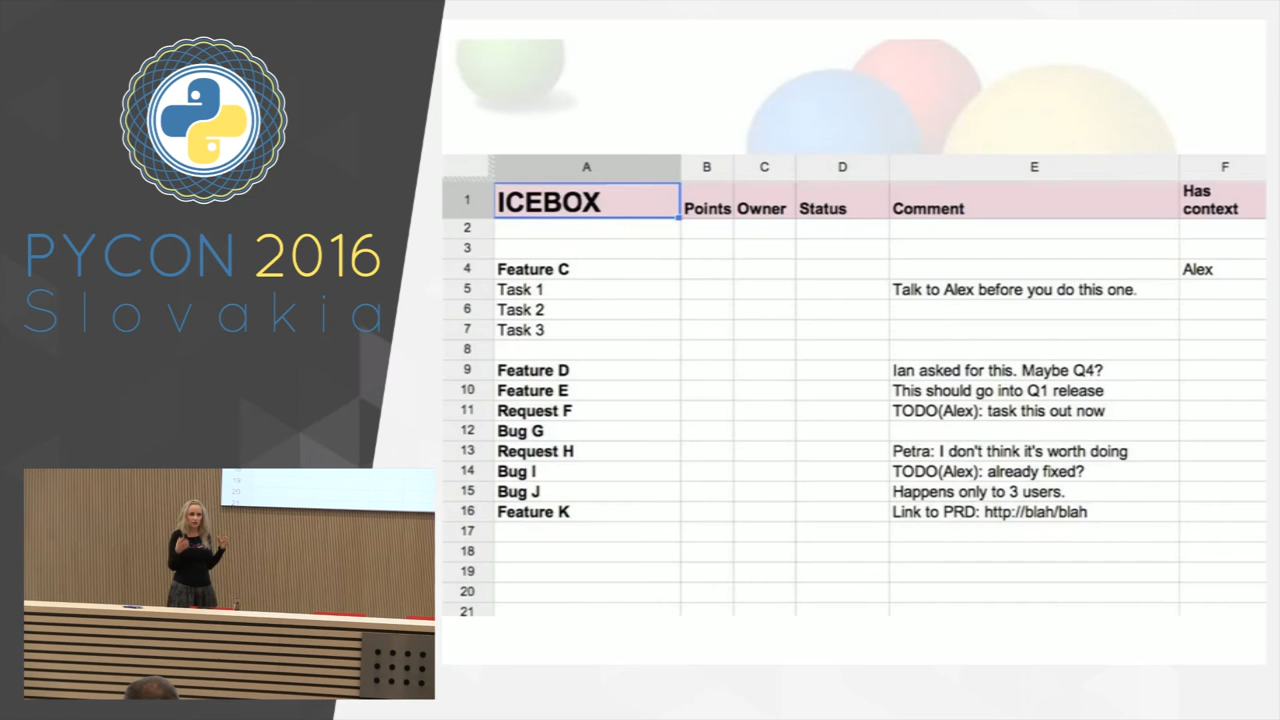 PYCON 2016
Slovakia
A B C D E F
1 ICEBOX Points Owner Status Comment Has context
2
3
4 Feature C Alex
5 Task 1 Talk to Alex before you do this one.
6 Task 2
7 Task 3
8
9 Feature D Ian asked for this. Maybe Q4?
10 Feature E This should go into Q1 release
11 Request F TODO(Alex): task this out now
12 Bug G
13 Request H Petra: I don't think it's worth doing
14 Bug I TODO(Alex): already fixed?
15 Bug J Happens only to 3 users.
16 Feature K Link to PRD: http://blah/blah
17
18
19
20
21
19
20
21